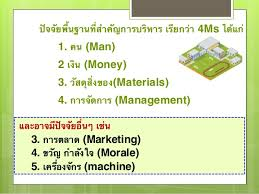 ปัจจัยพื้นฐานที่สำคัญการบริหาร เรียกว่า 4Ms ได้แก่
1. คน (Man)
2 เงิน (Money)
3. วัสดุสิ่งของ(Materials)
4. การจัดการ (Management)
และอาจมีปัจจัยอื่นๆ เช่น
3. การตลาด (Marketing)
4. ขวัญ กำลังใจ (Morale)
5. เครื่องจักร (machine)